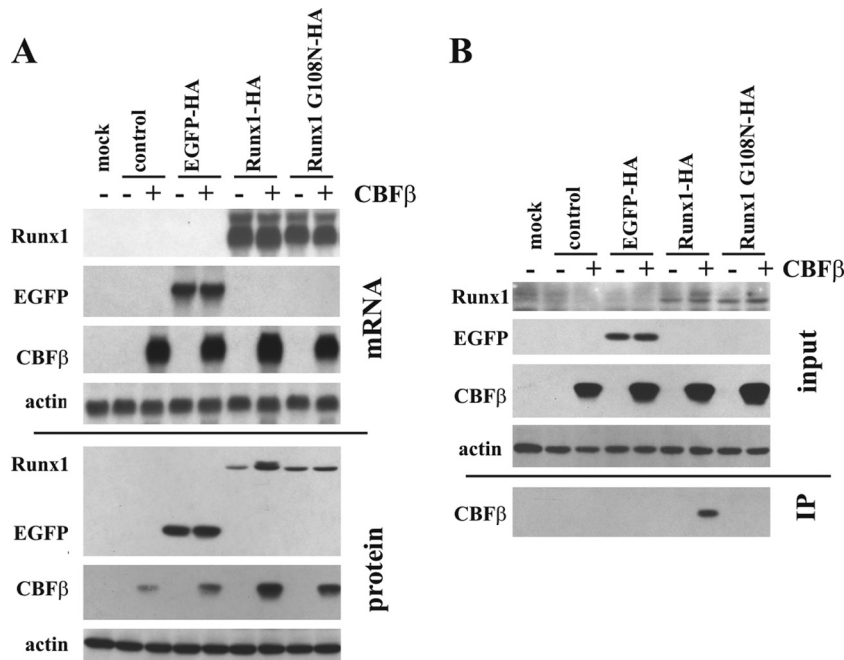 A
mock
control
EGFP-HA
Runx1-HA
Runx1 G108N-HA
- - + - + - + - + CBFβ
Runx1
EGFP
CBFβ
actin
mRNA
Runx1
EGFP
CBFβ
actin
protein
B
mock
control
EGFP-HA
Runx1-HA
Runx1 G108N-HA
- - + - + - + - + CBFβ
Runx1
EGFP
CBFβ
actin
input
CBFβ
IP